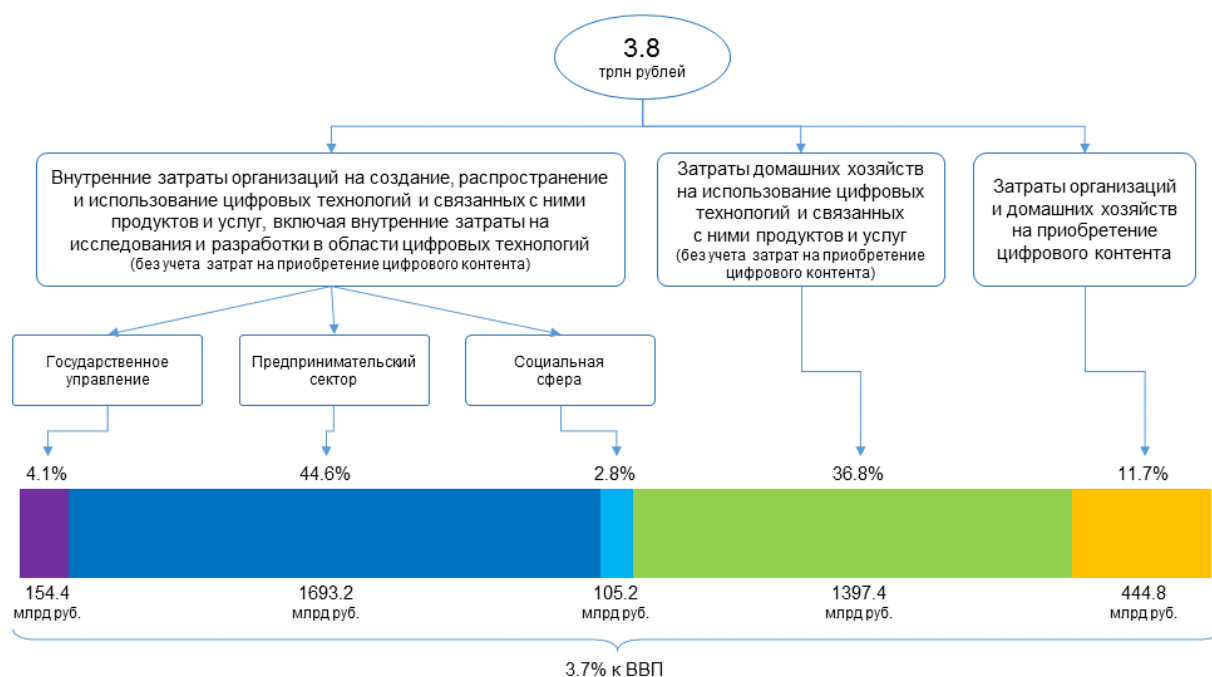 3.8
трлн рублей
Внутренние затраты организаций на создание, распространение
и использование цифровых технологий и связанных с
ними продуктов и услуг, включая внутренние затраты на
исследования и разработки в области цифровых технологий
(без учета затрат на приобретение цифрового контента)
Затраты домашних хозяйств
на использование цифровых
технологий и связанных
с ними продуктов и услуг
(без учета затрат на приобретение
цифрового контента)
Затраты организаций
и домашних хозяйств
на приобретение
цифрового контента
Государственное
управление
Предпринимательский
сектор
Социальная
сфера
4.1%
44.6%
2.8%
36.8%
11.7%
154.4
млрд руб.
1693.2
млрд руб.
105.2
млрд руб.
1397.4
млрд руб.
444.8
млрд руб.
3.7% к ВВП